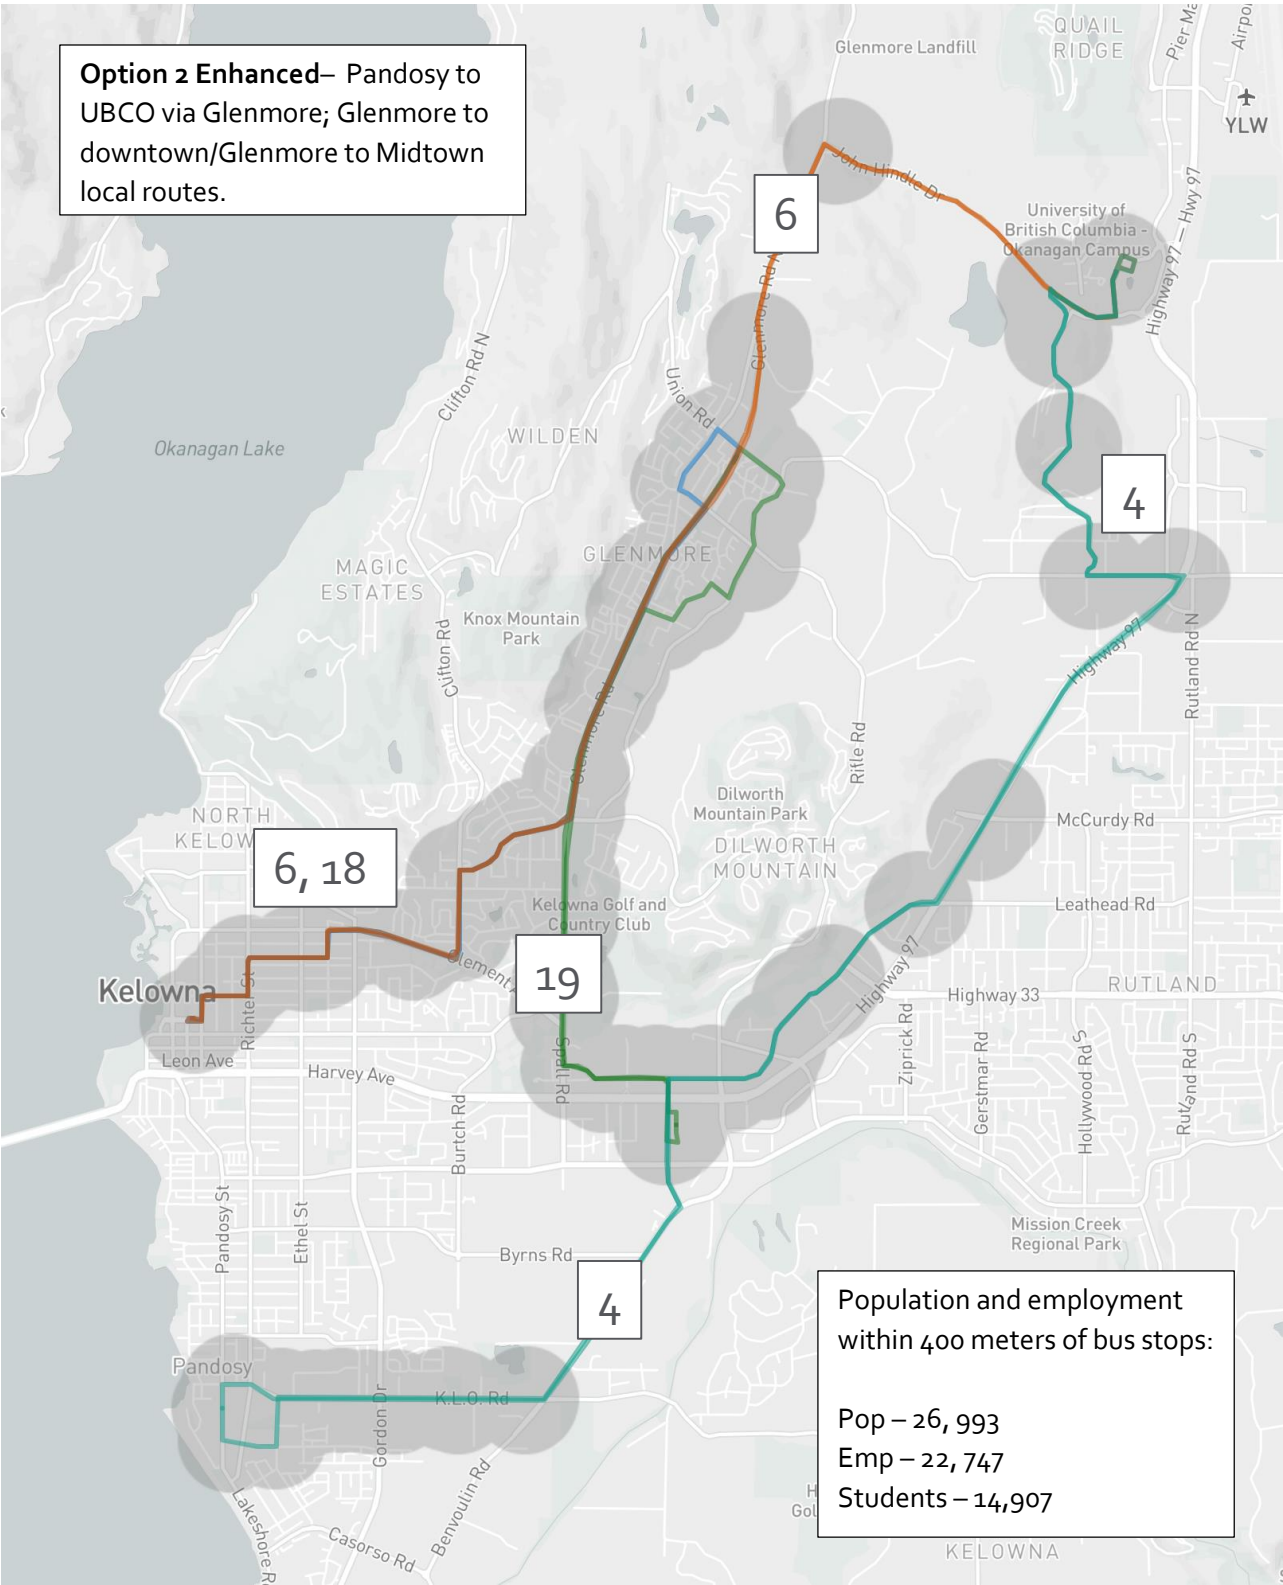 Option 2 Enhanced– Pandosy to
UBCO via Glenmore; Glenmore to
downtown/Glenmore to Midtown
local routes.
Glenmore Landfill
QUAIL
RIDGE
YLW
John Hindle Dr
6
University of
British Columbia -
Okanagan Campus
Highway 97 – Hwy 97
Glenmore Rd N
Clifton Rd N
Union Rd
WILDEN
Okanagan Lake
4
GLENMORE
MAGIC
ESTATES
Knox Mountain
Park
Clifton Rd
Highway 97
Rutland Rd N
Glenmore Rd
Rifle Rd
Dilworth
Mountain Park
DILWORTH
MOUNTAIN
McCurdy Rd
NORTH
KELOW
6, 18
Kelowna Golf and
Country Club
Leathead Rd
Clement A
19
Highway 97
RUTLAND
Kelowna
Richter St
Highway 33
Leon Ave
Harvey Ave
Spall Rd
Ziprick Rd
Gerstmar Rd
Hollywood Rd S
Rutland Rd S
Burtch Rd
Pandosy St
Ethel St
Byrns Rd
Mission Creek
Regional Park
4
Population and employment
within 400 meters of bus stops:
Pop – 26, 993
Emp – 22, 747
Students – 14,907
Pandosy
K.L.O. Rd
Gordon Dr
Benvoulin Rd
Lakeshore R
Casorso Rd
H
Gol
KELOWNA